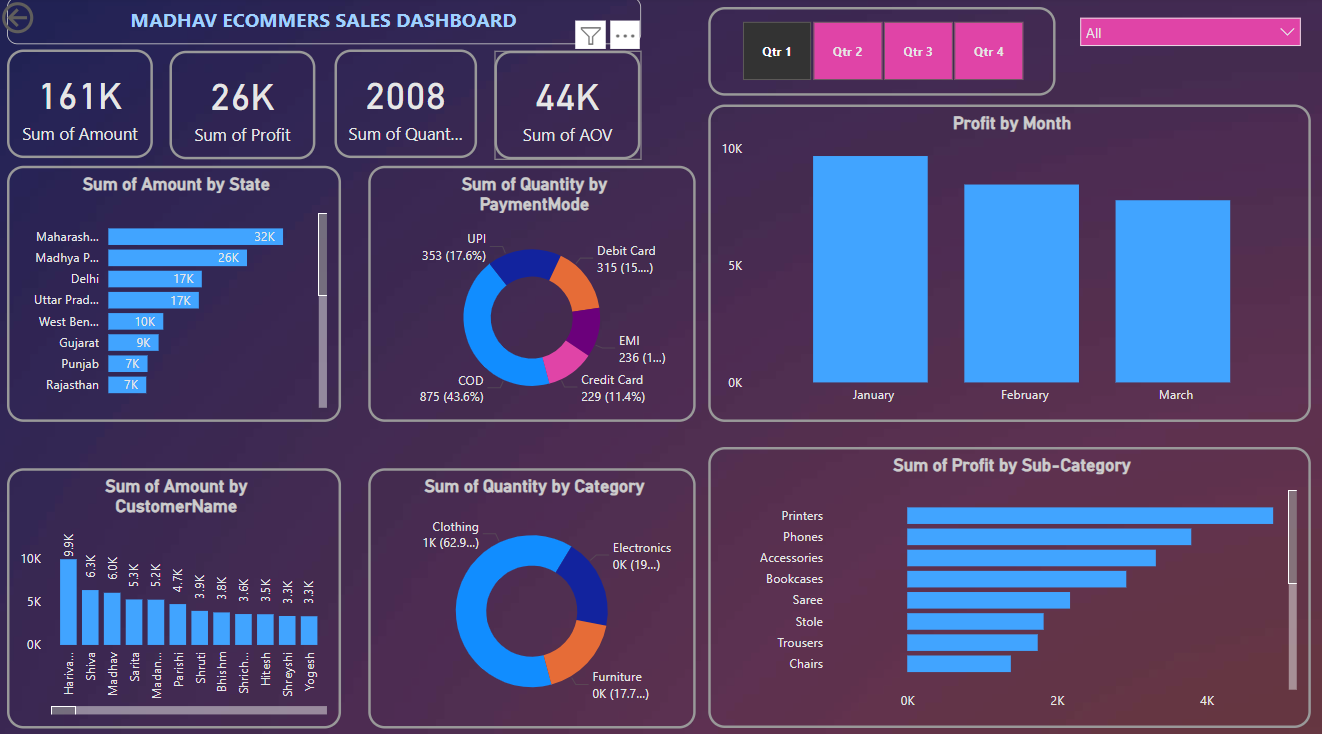 MADHAV ECOMMERS SALES DASHBOARD
Qtr 1
Qtr 2
Qtr 3
Qtr 4
All
161K
Sum of Amount
26K
Sum of Profit
2008
Sum of Quant...
44K
Sum of AOV
Sum of Amount by State
Maharash...
32K
Madhya P...
26K
Delhi
17K
Uttar Prad...
17K
West Ben...
10K
Gujarat
9K
Punjab
7K
Rajasthan
7K
Sum of Quantity by
PaymentMode
UPI
353 (17.6%)
Debit Card
315 (15....)
EMI
236 (1...)
Credit Card
229 (11.4%)
COD
875 (43.6%)
Profit by Month
10K
5K
0K
January
February
March
Sum of Amount by
CustomerName
10K
5K
0K
9.9K
6.3K
6.0K
5.3K
5.2K
4.7K
3.9K
3.8K
3.6K
3.5K
3.3K
3.3K
Hariva...
Shiva
Madhav
Sarita
Madan...
Parishi
Shruti
Bhishm
Shrich...
Hitesh
Shreyshi
Yogesh
Sum of Quantity by Category
Clothing
1K (62.9...)
Electronics
0K (19...)
Furniture
0K (17.7...)
Sum of Profit by Sub-Category
Printers
Phones
Accessories
Bookcases
Saree
Stole
Trousers
Chairs
0K
2K
4K